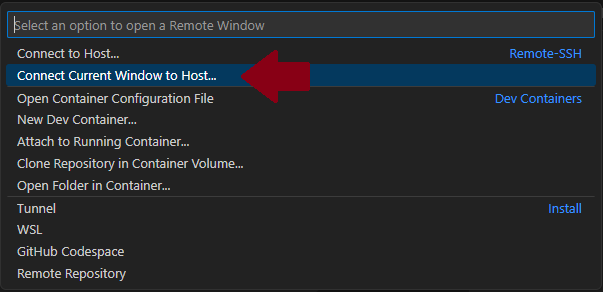 Select an option to open a Remote Window
Connect to Host... Remote-SSH
Connect Current Window to Host...
Open Container Configuration File Dev Containers
New Dev Container...
Attach to Running Container...
Clone Repository in Container Volume...
Open Folder in Container...
Tunnel Install
WSL
GitHub Codespace
Remote Repository